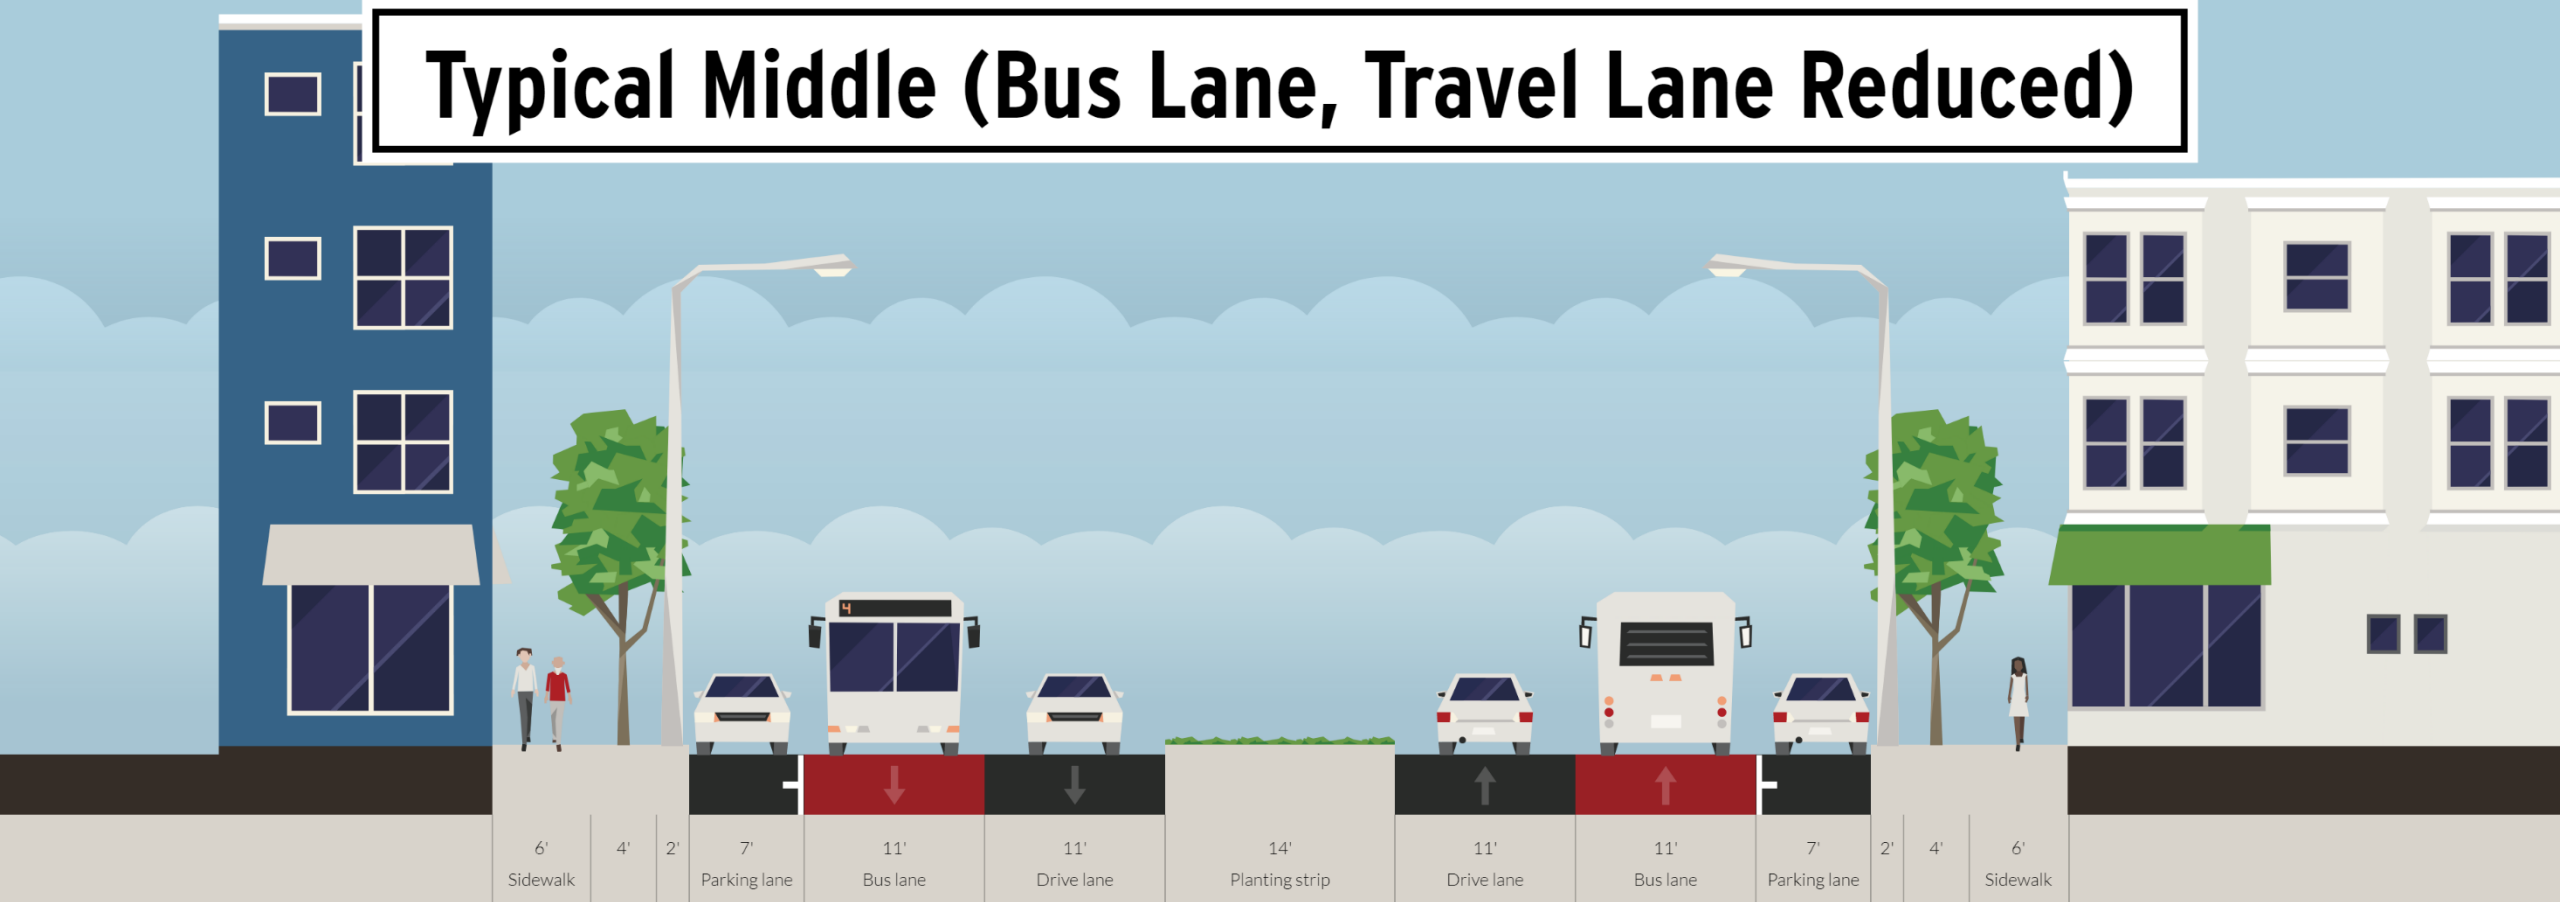 Typical Middle (Bus Lane, Travel Lane Reduced)
4
6' 4' 2' 7' 11' 11' 14' 11' 11' 7' 2' 4' 6'
Sidewalk Parking lane Bus lane Drive lane Planting strip Drive lane Bus lane Parking lane Sidewalk